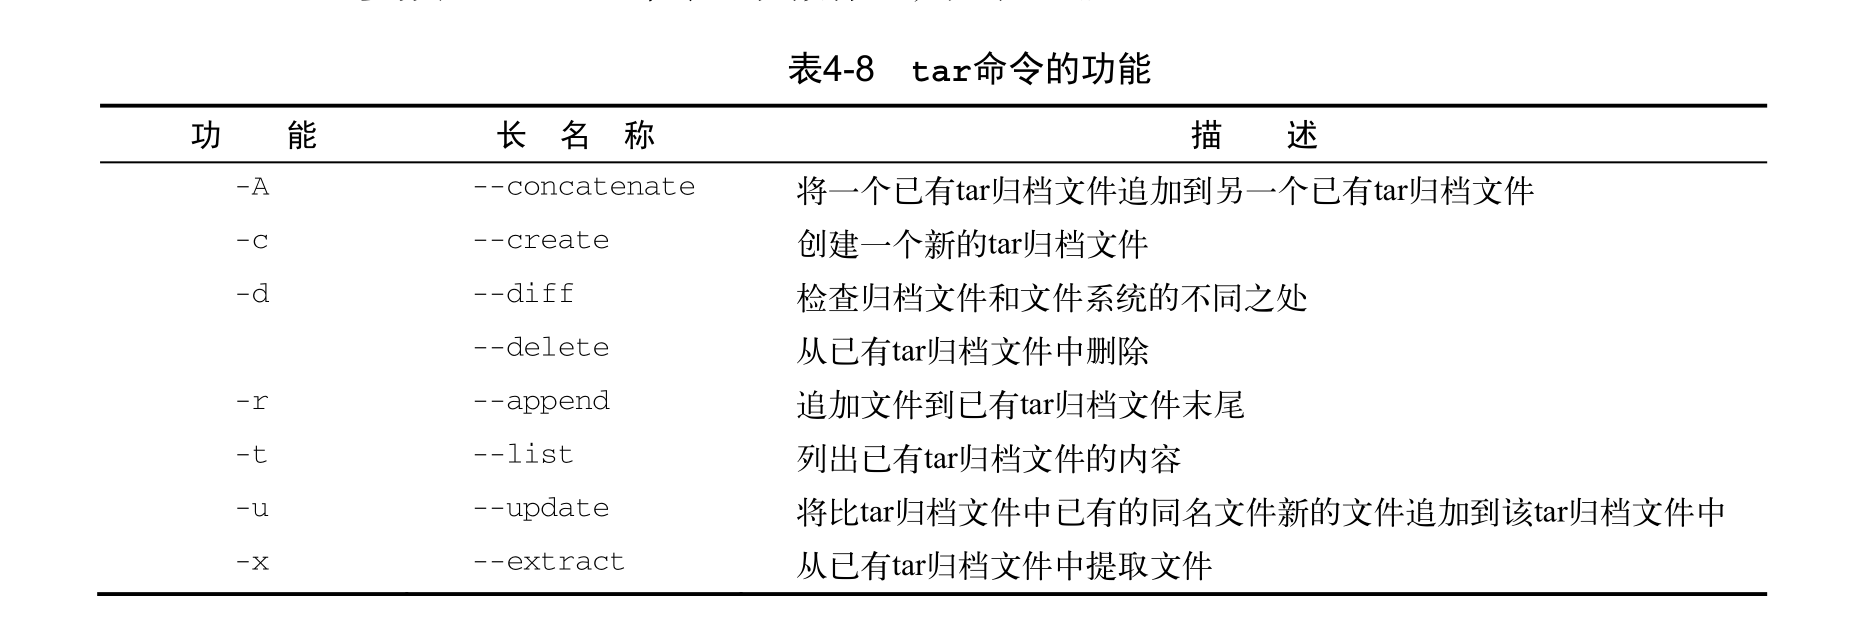 表4-8 tar命令的功能
功 能 长 名 称 描 述
-A --concatenate 将一个已有tar归档文件追加到另一个已有tar归档文件
-c --create 创建一个新的tar归档文件
-d --diff 检查归档文件和文件系统的不同之处
--delete 从已有tar归档文件中删除
-r --append 追加文件到已有tar归档文件末尾
-t --list 列出已有tar归档文件的内容
-u --update 将比tar归档文件中已有的同名文件新的文件追加到该tar归档文件中
-x --extract 从已有tar归档文件中提取文件